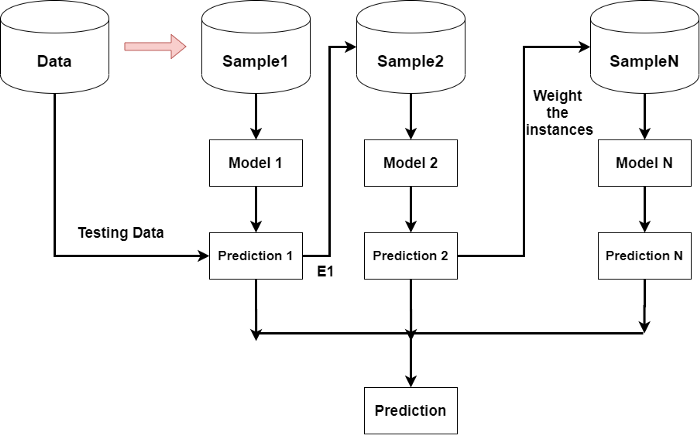 Data
Sample1
Sample2
SampleN
Weight
the
instances
Model 1
Model 2
Model N
Testing Data
Prediction 1
E1
Prediction 2
Prediction N
Prediction